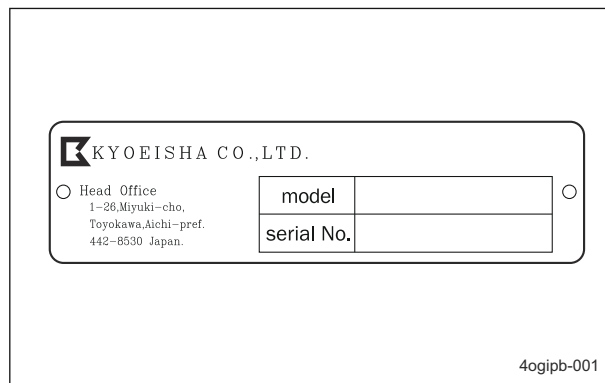 KYOEISHA CO.,LTD.
Head Office
1-26,Miyuki-cho,
Toyokawa,Aichi-pref.
442-8530 Japan.
model
serial No.
4ogipb-001